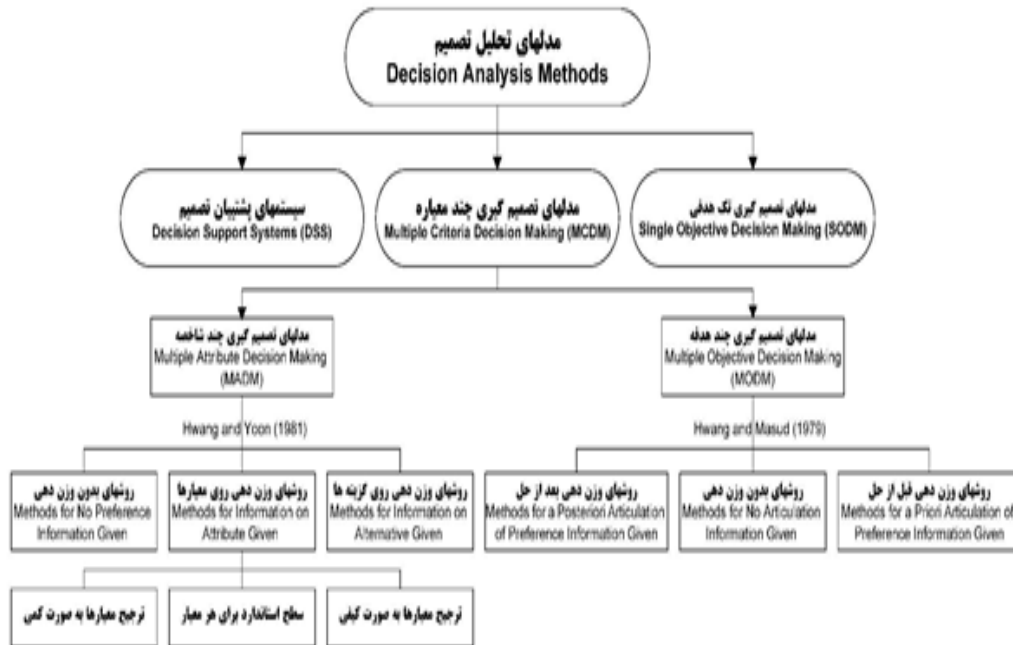 مدلهای تحلیل تصمیم
Decision Analysis Methods
سیستمهای پشتیبان تصمیم
Decision Support Systems (DSS)
مدلهای تصمیم گیری چند معیاره
Multiple Criteria Decision Making (MCDM)
مدلهای تصمیم گیری تک هدفی
Single Objective Decision Making (SODM)
مدلهای تصمیم گیری چند شاخصه
Multiple Attribute Decision Making
(MADM)
مدلهای تصمیم گیری چند هدفه
Multiple Objective Decision Making
(MODM)
Hwang and Yoon (1981)
Hwang and Masud (1979)
روشهای بدون وزن دهی
Methods for No Preference
Information Given
روشهای وزن دهی روی معیارها
Methods for Information on
Attribute Given
روشهای وزن دهی روی گزینه ها
Methods for Information on
Alternative Given
روشهای وزن دهی بعد از حل
Methods for a Posteriori Articulation
of Preference Information Given
روشهای بدون وزن دهی
Methods for No Articulation
Information Given
روشهای وزن دهی قبل از حل
Methods for a Priori Articulation of
Preference Information Given
ترجیح معیارها به صورت کمی
سطح استاندارد برای هر معیار
ترجیح معیارها به صورت کیفی